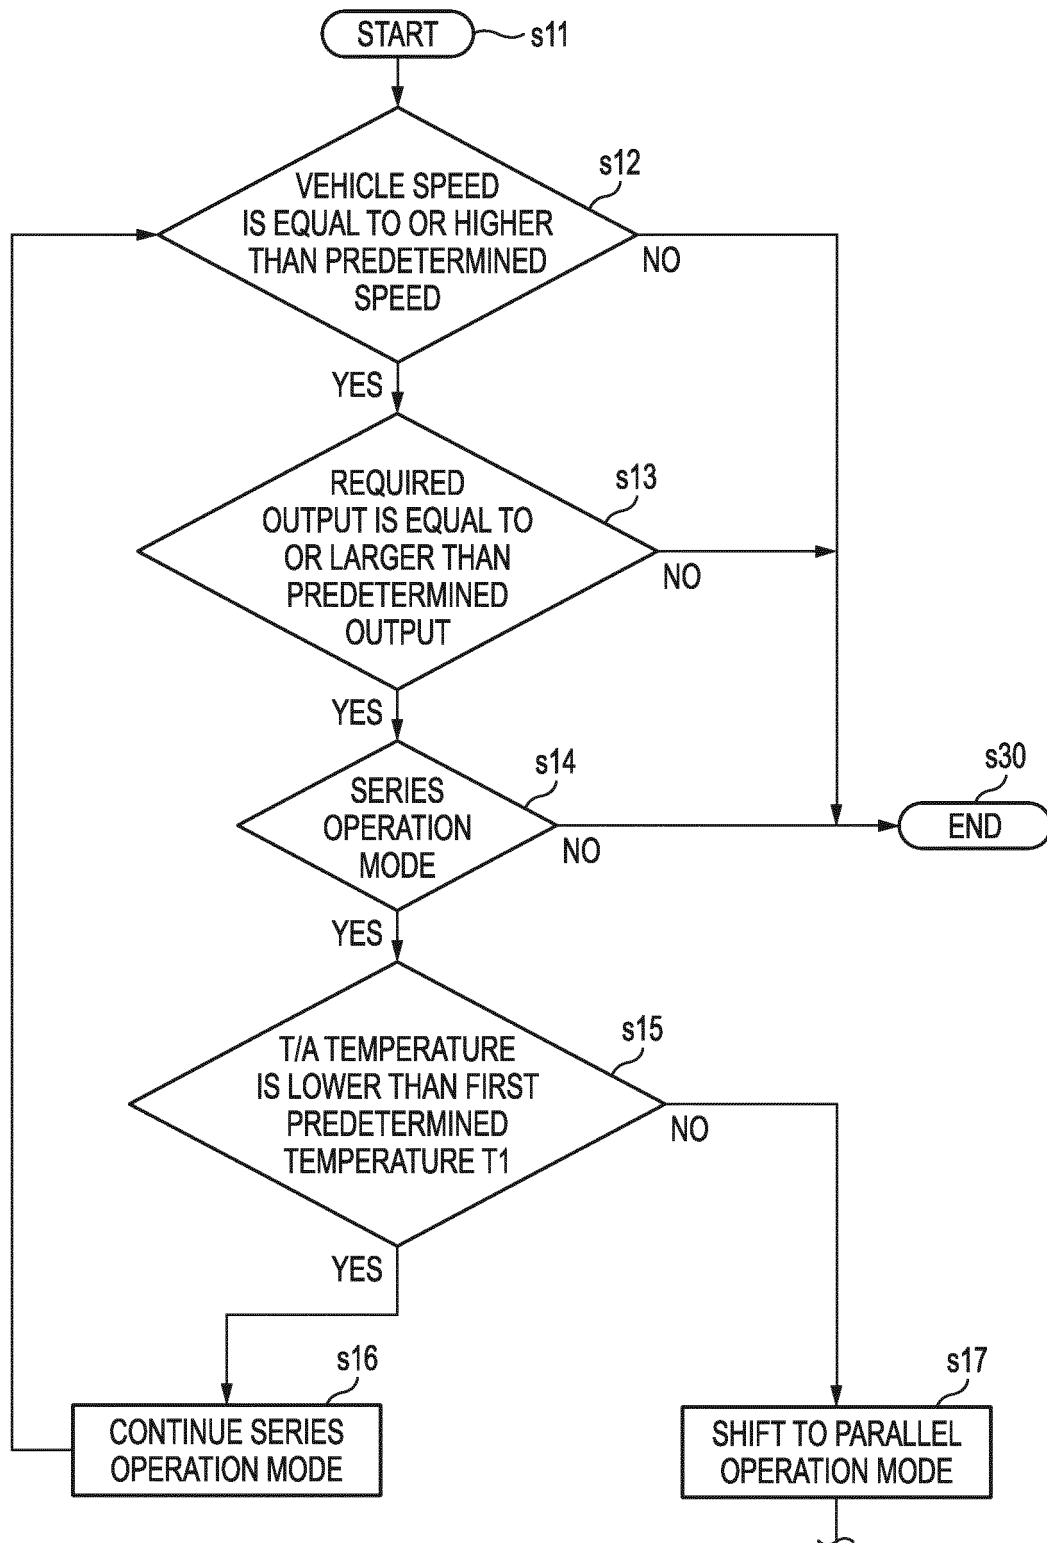 START
s11
VEHICLE SPEED
IS EQUAL TO OR HIGHER
THAN PREDETERMINED
SPEED
s12
NO
YES
REQUIRED
OUTPUT IS EQUAL TO
OR LARGER THAN
PREDETERMINED
OUTPUT
s13
NO
YES
SERIES
OPERATION
MODE
s14
NO
s30
END
YES
T/A TEMPERATURE
IS LOWER THAN FIRST
PREDETERMINED
TEMPERATURE T1
s15
NO
YES
s16
CONTINUE SERIES
OPERATION MODE
s17
SHIFT TO PARALLEL
OPERATION MODE